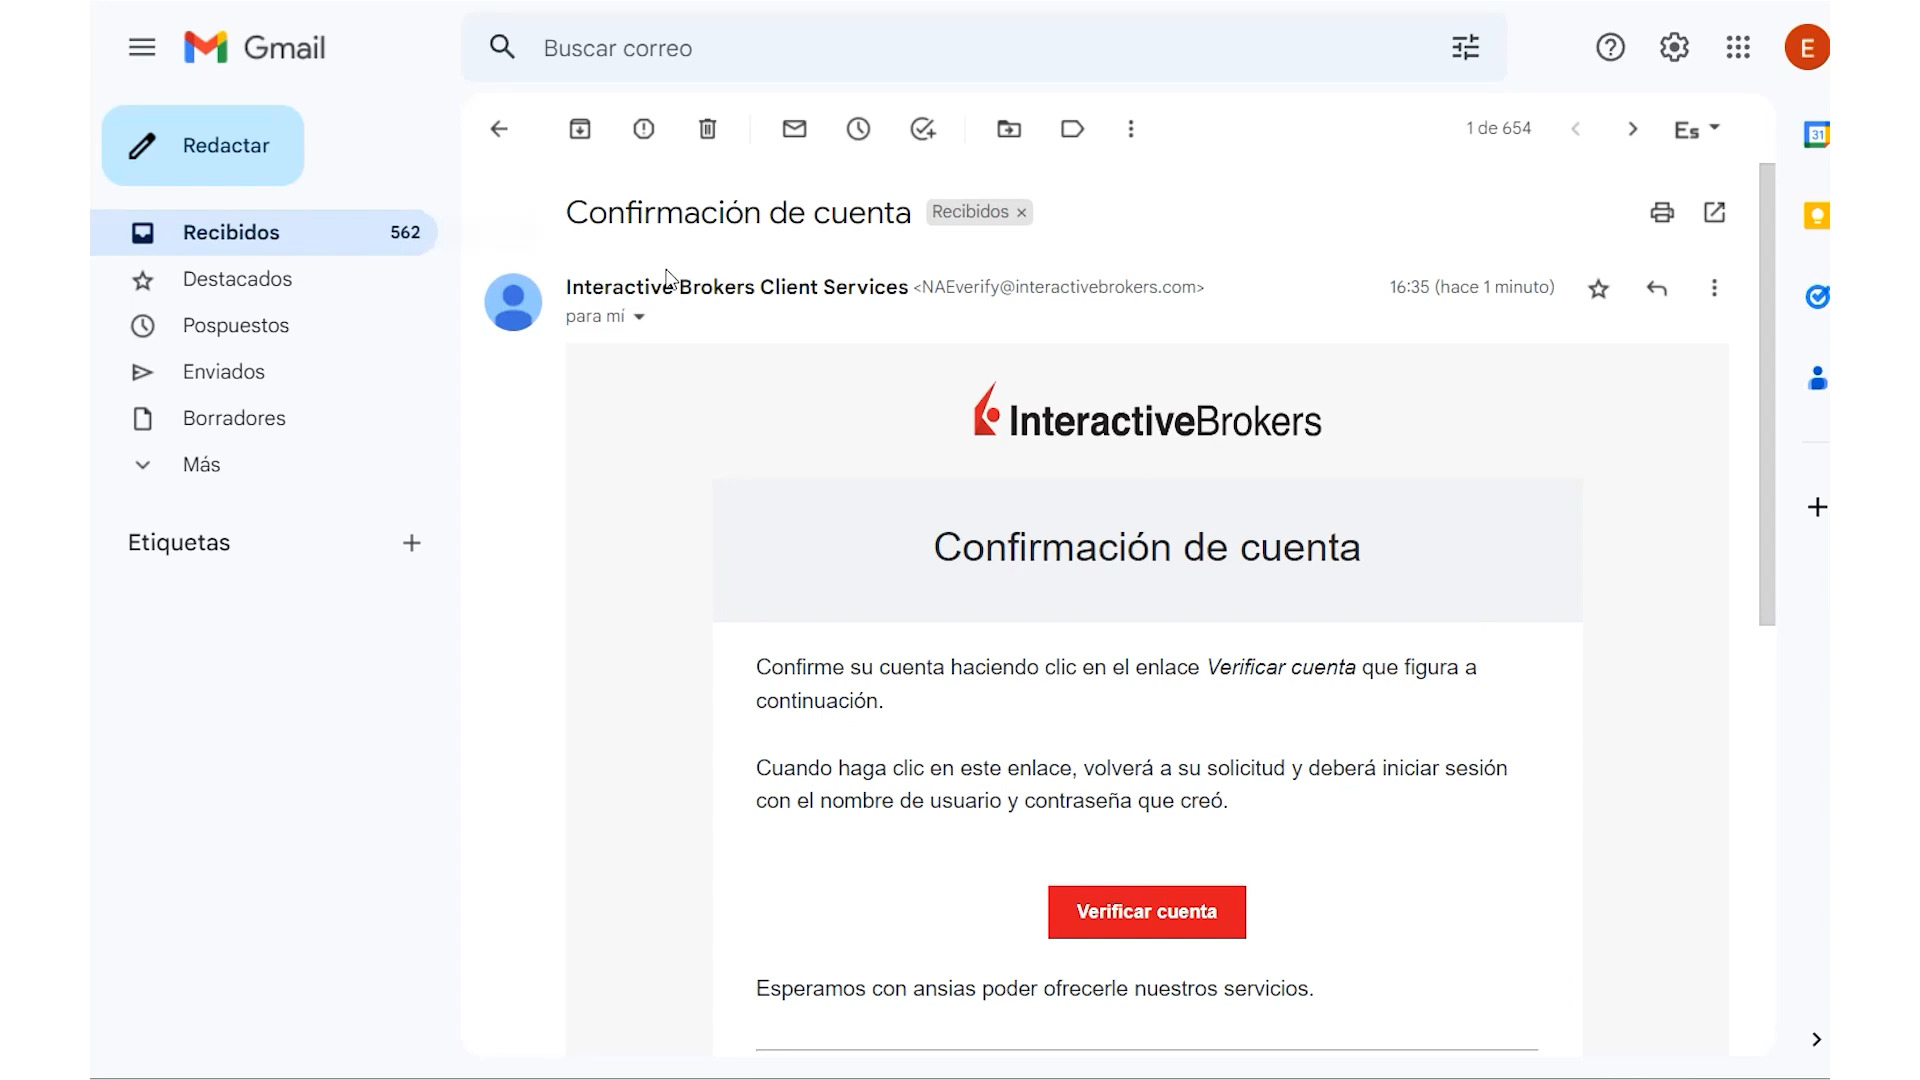 Gmail
Buscar correo
E
Redactar
1 de 654
Es
31
Recibidos 562
Destacados
Pospuestos
Enviados
Borradores
Más
Etiquetas
Confirmación de cuenta
Recibidos ×
Interactive Brokers Client Services <NAEverify@interactivebrokers.com>
16:35 (hace 1 minuto)
para mí
InteractiveBrokers
Confirmación de cuenta
Confirme su cuenta haciendo clic en el enlace Verificar cuenta que figura a
continuación.
Cuando haga clic en este enlace, volverá a su solicitud y deberá iniciar sesión
con el nombre de usuario y contraseña que creó.
Verificar cuenta
Esperamos con ansias poder ofrecerle nuestros servicios.